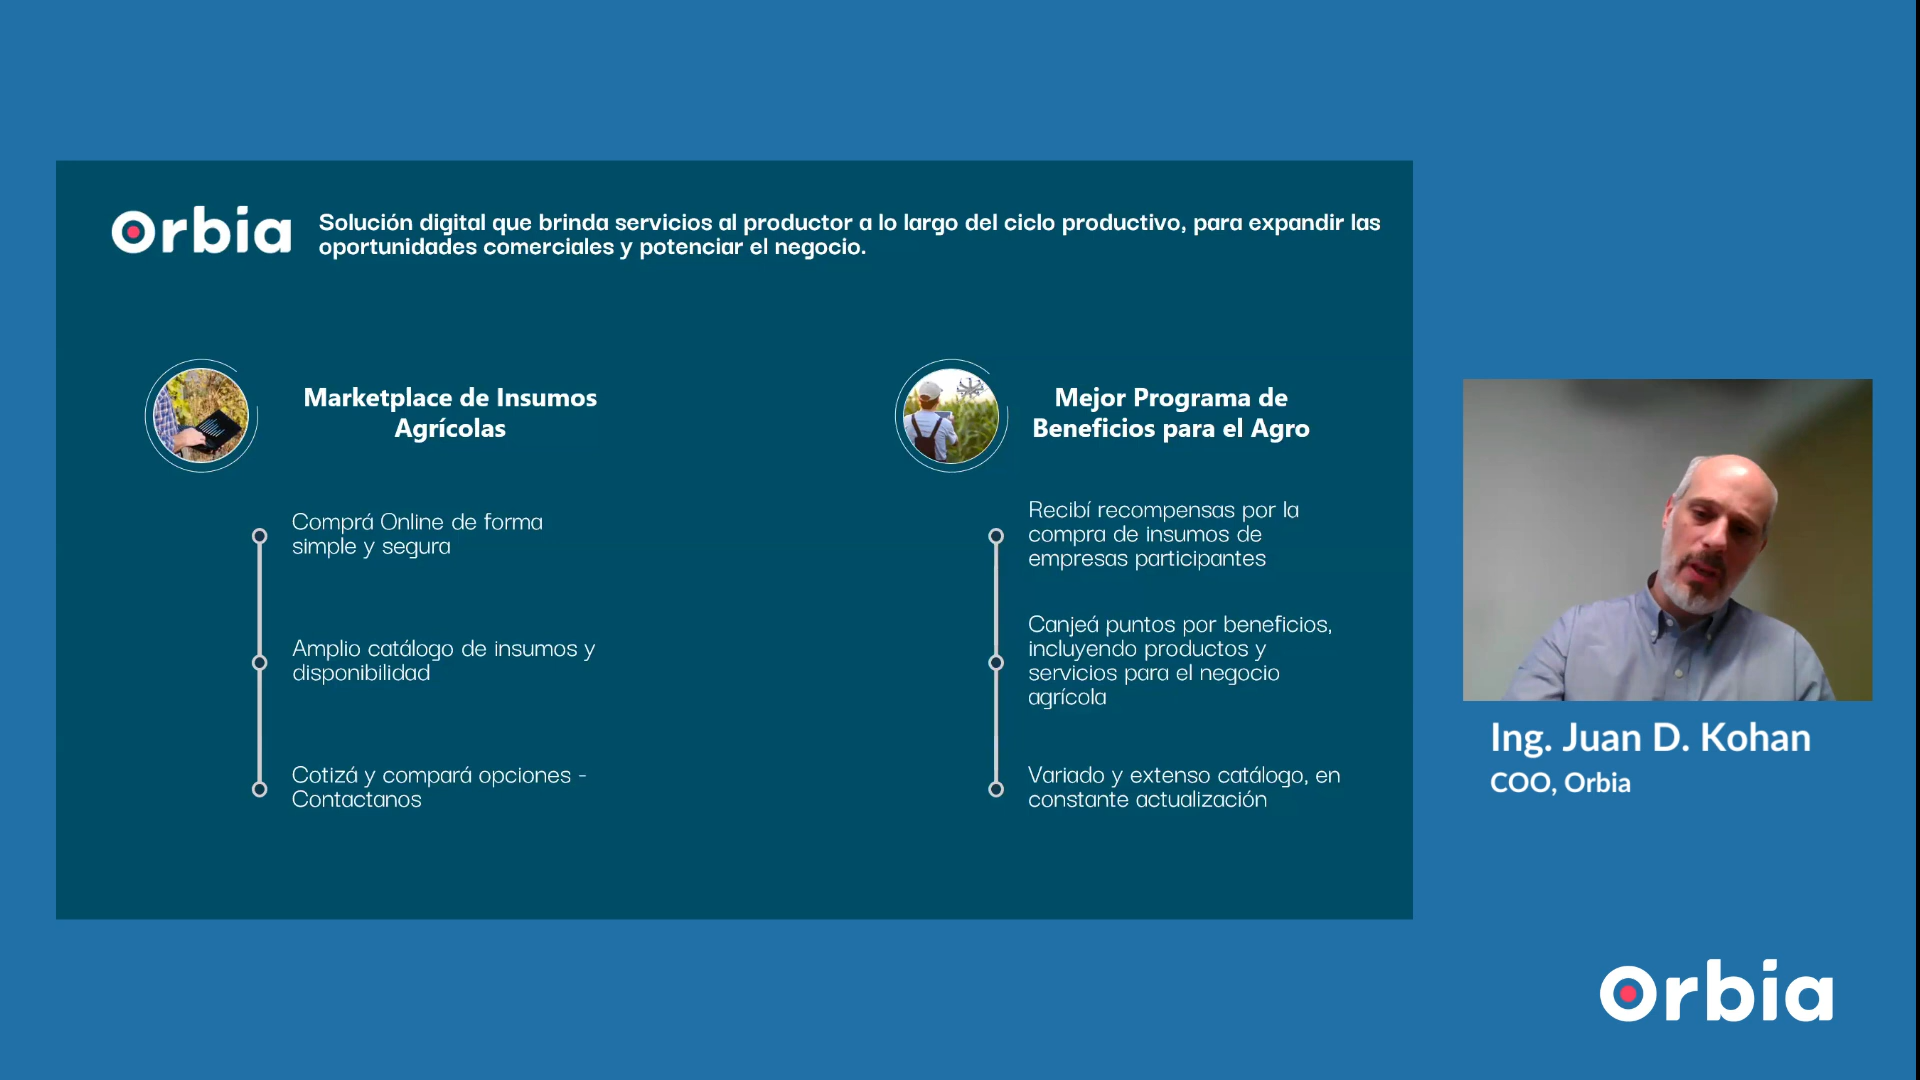 Orbia
Solución digital que brinda servicios al productor a lo largo del ciclo productivo, para expandir las
oportunidades comerciales y potenciar el negocio.
Marketplace de Insumos
Agrícolas
Comprá Online de forma
simple y segura
Amplio catálogo de insumos y
disponibilidad
Cotizá y compará opciones -
Contactanos
Mejor Programa de
Beneficios para el Agro
Recibí recompensas por la
compra de insumos de
empresas participantes
Canjeá puntos por beneficios,
incluyendo productos y
servicios para el negocio
agrícola
Variado y extenso catálogo, en
constante actualización
Ing. Juan D. Kohan
COO, Orbia
Orbia